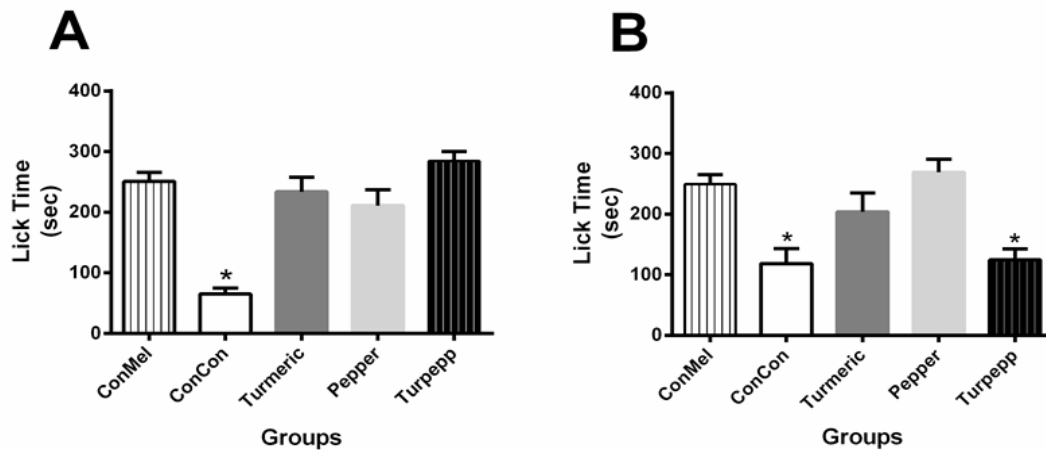 A
Lick Time
(sec)
400
300
200
100
0
*
ConMel
ConCon
Turmeric
Pepper
Turpepp
Groups
B
Lick Time
(sec)
400
300
200
100
0
*
*
ConMel
ConCon
Turmeric
Pepper
Turpepp
Groups